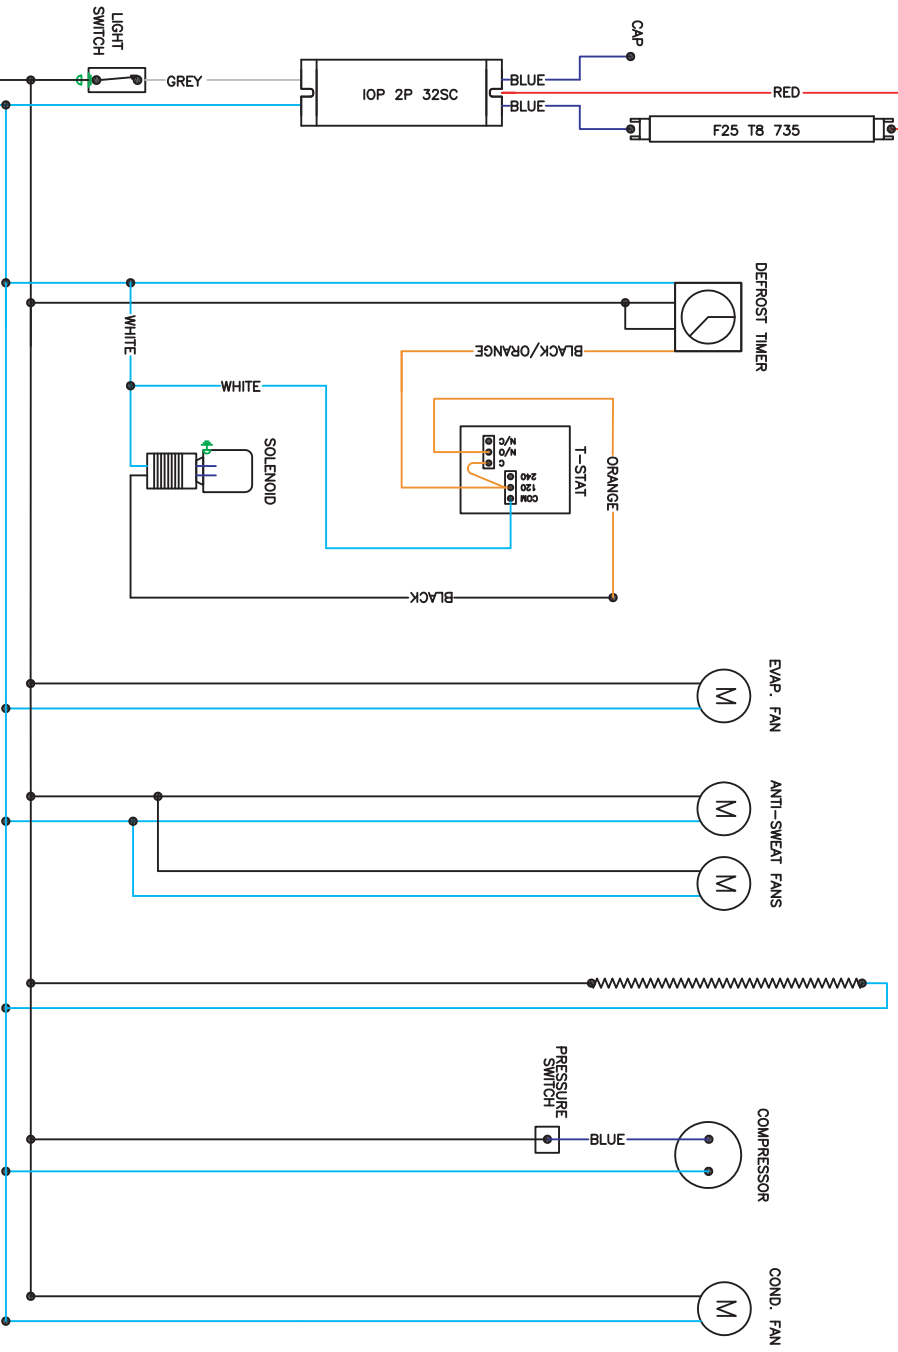 LIGHT
SWITCH
GREY
IOP 2P 32SC
BLUE
BLUE
CAP
RED
F25 T8 735
DEFROST TIMER
BLACK/ORANGE
WHITE
WHITE
SOLENOID
N/C
N/O
C
240
120
COM
T-STAT
ORANGE
BLACK
EVAP. FAN
M
ANTI-SWEAT FANS
M
M
PRESSURE
SWITCH
BLUE
COMPRESSOR
COND. FAN
M